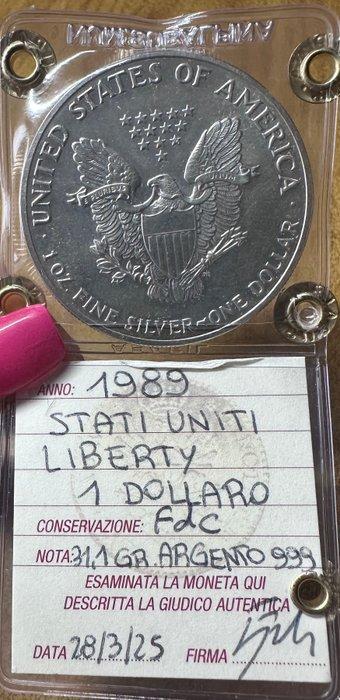 UNITED STATES OF AMERICA
E PLURIBUS UNUM
1 OZ. FINE SILVER~ONE DOLLAR
ANNO: 1989
STATI UNITI
LIBERTY
1 DOLLARO
CONSERVAZIONE: FdC
NOTA: 31,1 GR. ARGENTO 999
ESAMINATA LA MONETA QUI
DESCRITTA LA GIUDICO AUTENTICA
DATA 28/3/25 FIRMA